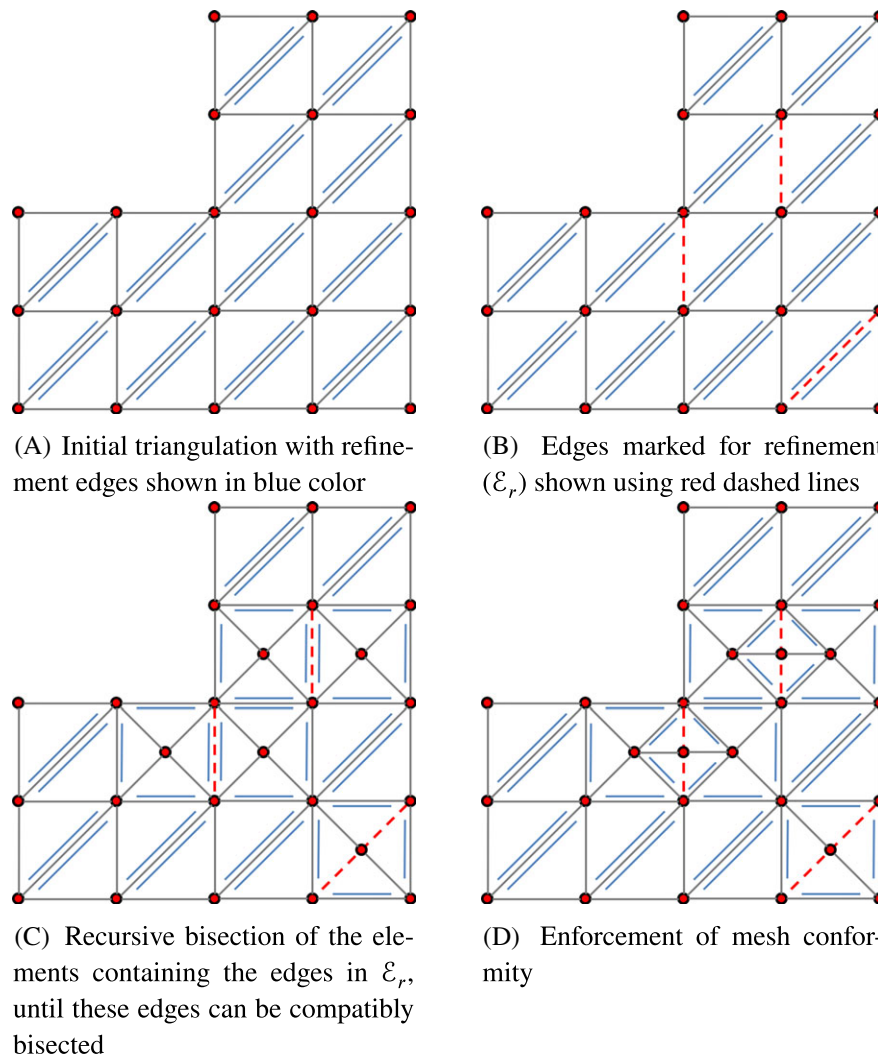 (A) Initial triangulation with refine-
ment edges shown in blue color
(B) Edges marked for refinement
(ℰᵣ) shown using red dashed lines
(C) Recursive bisection of the ele-
ments containing the edges in ℰᵣ,
until these edges can be compatibly
bisected
(D) Enforcement of mesh confor-
mity